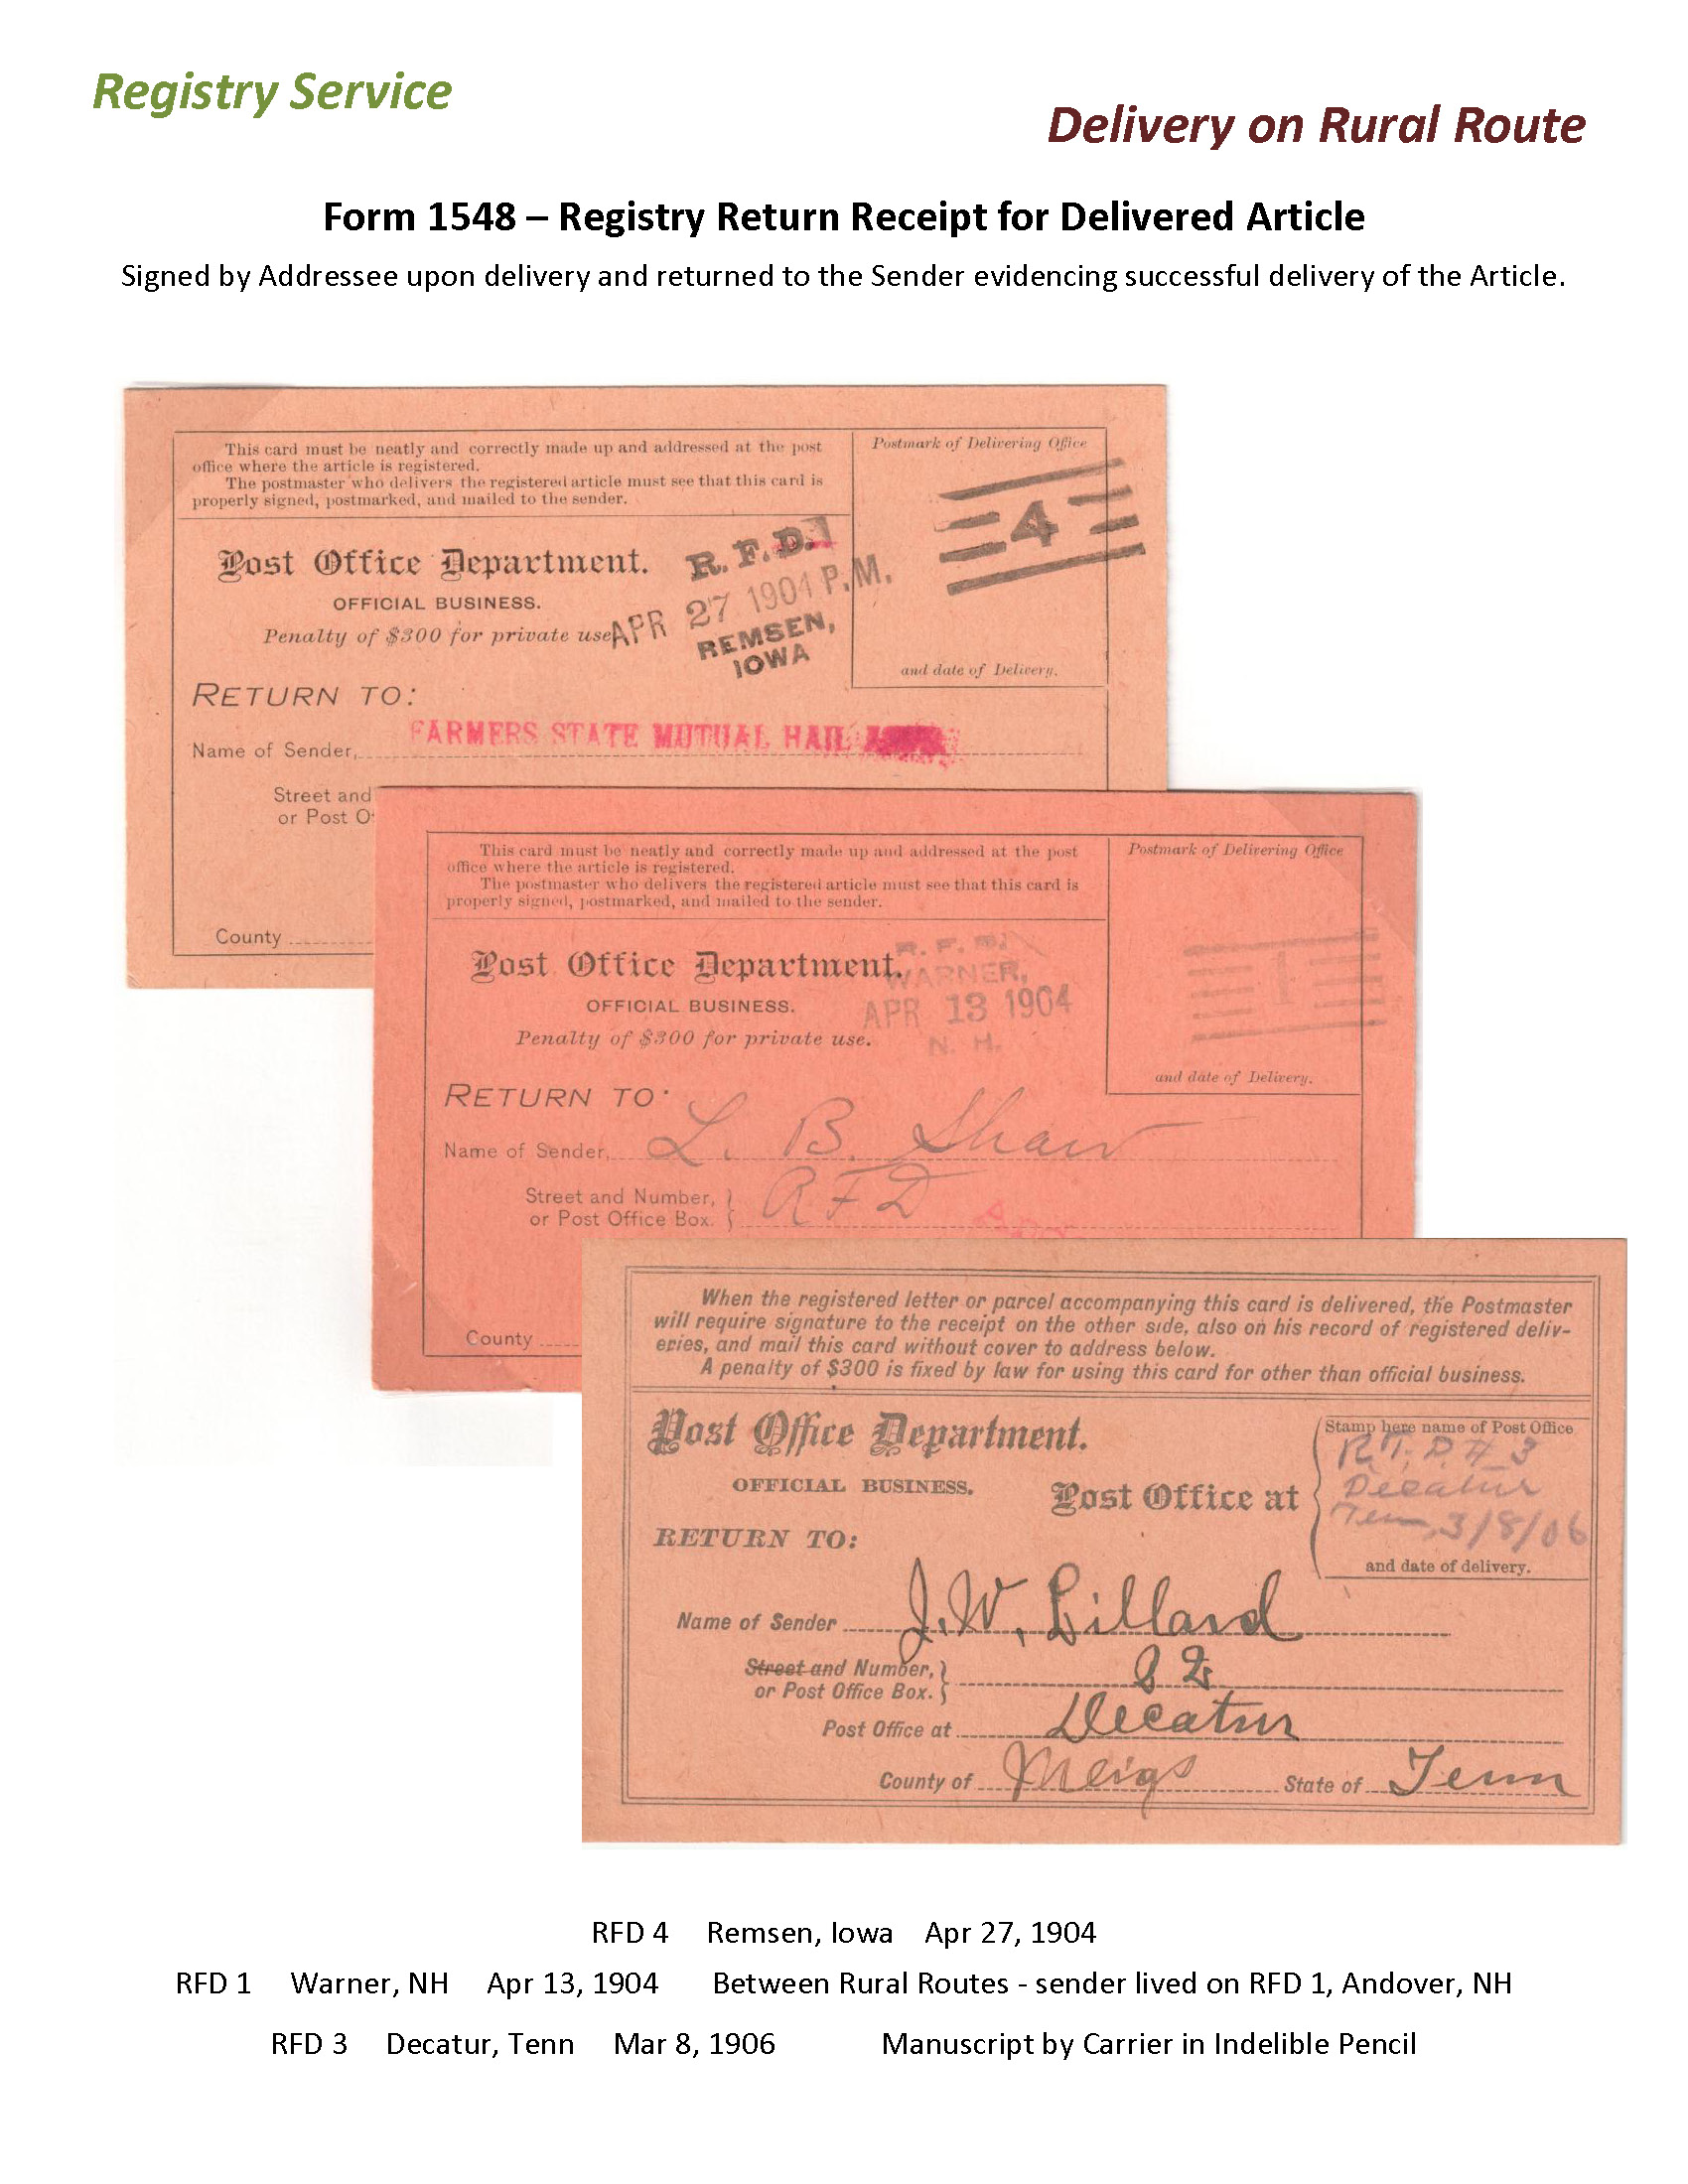 Registry Service
Delivery on Rural Route
Form 1548 – Registry Return Receipt for Delivered Article
Signed by Addressee upon delivery and returned to the Sender evidencing successful delivery of the Article.
This card must be neatly and correctly made up and addressed at the post
office where the article is registered.
The postmaster who delivers the registered article must see that this card is
properly signed, postmarked, and mailed to the sender.
Postmark of Delivering Office
4
Post Office Department.
OFFICIAL BUSINESS.
Penalty of $300 for private use
R. F. D.
APR 27 1904 P.M.
REMSEN,
IOWA
and date of Delivery.
RETURN TO:
Name of Sender, FARMERS STATE MUTUAL HAIL
Street and
or Post O
County
This card must be neatly and correctly made up and addressed at the post
office where the article is registered.
The postmaster who delivers the registered article must see that this card is
properly signed, postmarked, and mailed to the sender.
Postmark of Delivering Office
1
Post Office Department.
OFFICIAL BUSINESS.
Penalty of $300 for private use.
R. F. D.
WARNER,
APR 13 1904
N. H.
and date of Delivery.
RETURN TO:
Name of Sender, L. B. Shaw
Street and Number,
or Post Office Box. RFD
County
When the registered letter or parcel accompanying this card is delivered, the Postmaster
will require signature to the receipt on the other side, also on his record of registered deliv-
eries, and mail this card without cover to address below.
A penalty of $300 is fixed by law for using this card for other than official business.
Post Office Department.
OFFICIAL BUSINESS.
Post Office at
Stamp here name of Post Office
R.F.D. # 3
Decatur
Tenn, 3/8/06
and date of delivery.
RETURN TO:
Name of Sender J. W. Lillard
Street and Number,
or Post Office Box.
Post Office at Decatur
County of Meigs State of Tenn
RFD 4 Remsen, Iowa Apr 27, 1904
RFD 1 Warner, NH Apr 13, 1904 Between Rural Routes - sender lived on RFD 1, Andover, NH
RFD 3 Decatur, Tenn Mar 8, 1906 Manuscript by Carrier in Indelible Pencil